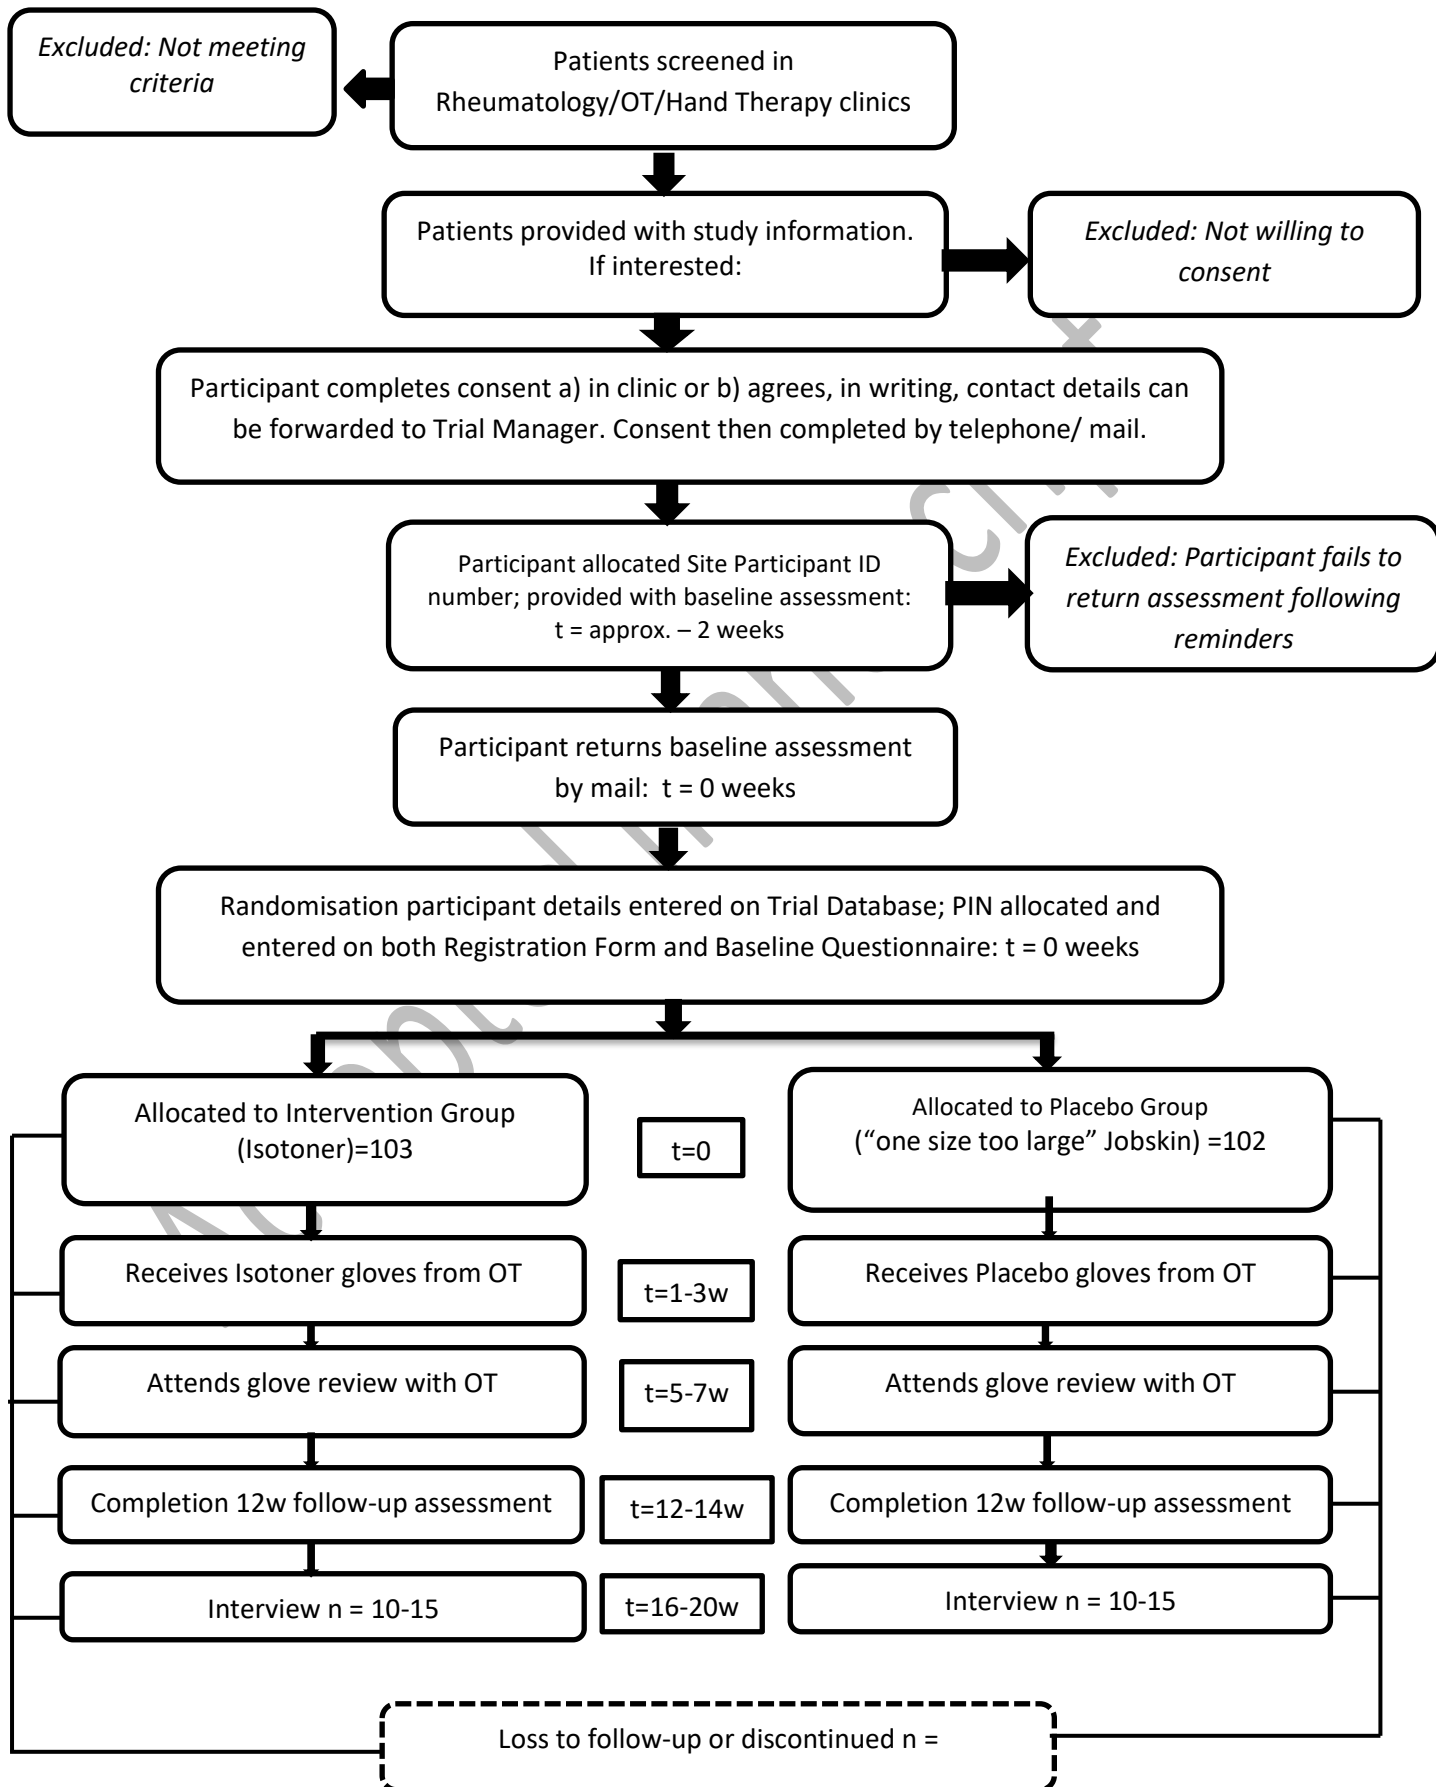 Excluded: Not meeting
criteria
Patients screened in
Rheumatology/OT/Hand Therapy clinics
Patients provided with study information.
If interested:
Excluded: Not willing to
consent
Participant completes consent a) in clinic or b) agrees, in writing, contact details can
be forwarded to Trial Manager. Consent then completed by telephone/ mail.
Participant allocated Site Participant ID
number; provided with baseline assessment:
t = approx. – 2 weeks
Excluded: Participant fails to
return assessment following
reminders
Participant returns baseline assessment
by mail:  t = 0 weeks
Randomisation participant details entered on Trial Database; PIN allocated and
entered on both Registration Form and Baseline Questionnaire: t = 0 weeks
Allocated to Intervention Group
(Isotoner)=103
t=0
Allocated to Placebo Group
(“one size too large” Jobskin) =102
Receives Isotoner gloves from OT
t=1-3w
Receives Placebo gloves from OT
Attends glove review with OT
t=5-7w
Attends glove review with OT
Completion 12w follow-up assessment
t=12-14w
Completion 12w follow-up assessment
Interview n = 10-15
t=16-20w
Interview n = 10-15
Loss to follow-up or discontinued n =